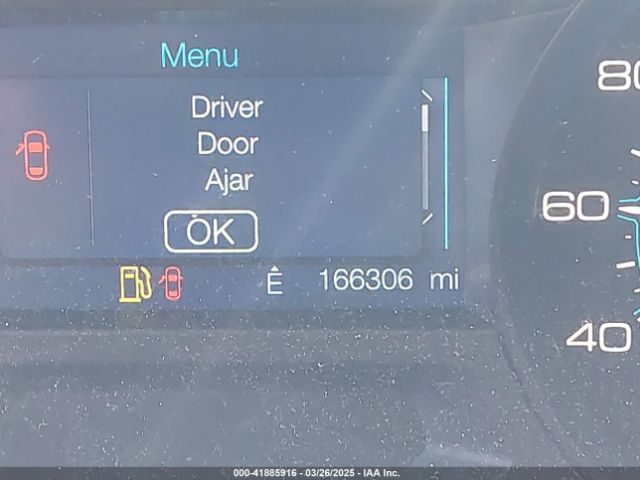 Menu
Driver
Door
Ajar
OK
E 166306 mi
80
60
40
000-41885916 - 03/26/2025 - IAA Inc.